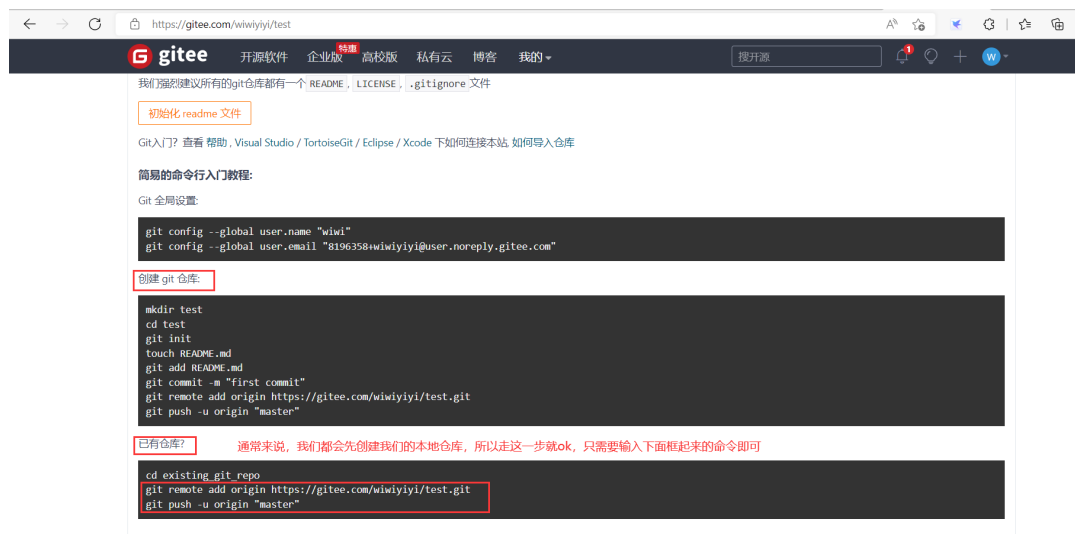 https://gitee.com/wiwiyiyi/test
gitee 开源软件 企业版 特惠 高校版 私有云 博客 我的 搜开源 1 W
我们强烈建议所有的git仓库都有一个 README , LICENSE , .gitignore 文件
初始化 readme 文件
Git入门？查看 帮助 , Visual Studio / TortoiseGit / Eclipse / Xcode 下如何连接本站, 如何导入仓库
简易的命令行入门教程:
Git 全局设置:
git config --global user.name "wiwi"
git config --global user.email "8196358+wiwiyiyi@user.noreply.gitee.com"
创建 git 仓库:
mkdir test
cd test
git init
touch README.md
git add README.md
git commit -m "first commit"
git remote add origin https://gitee.com/wiwiyiyi/test.git
git push -u origin "master"
已有仓库?
通常来说，我们都会先创建我们的本地仓库，所以走这一步就ok，只需要输入下面框起来的命令即可
cd existing_git_repo
git remote add origin https://gitee.com/wiwiyiyi/test.git
git push -u origin "master"